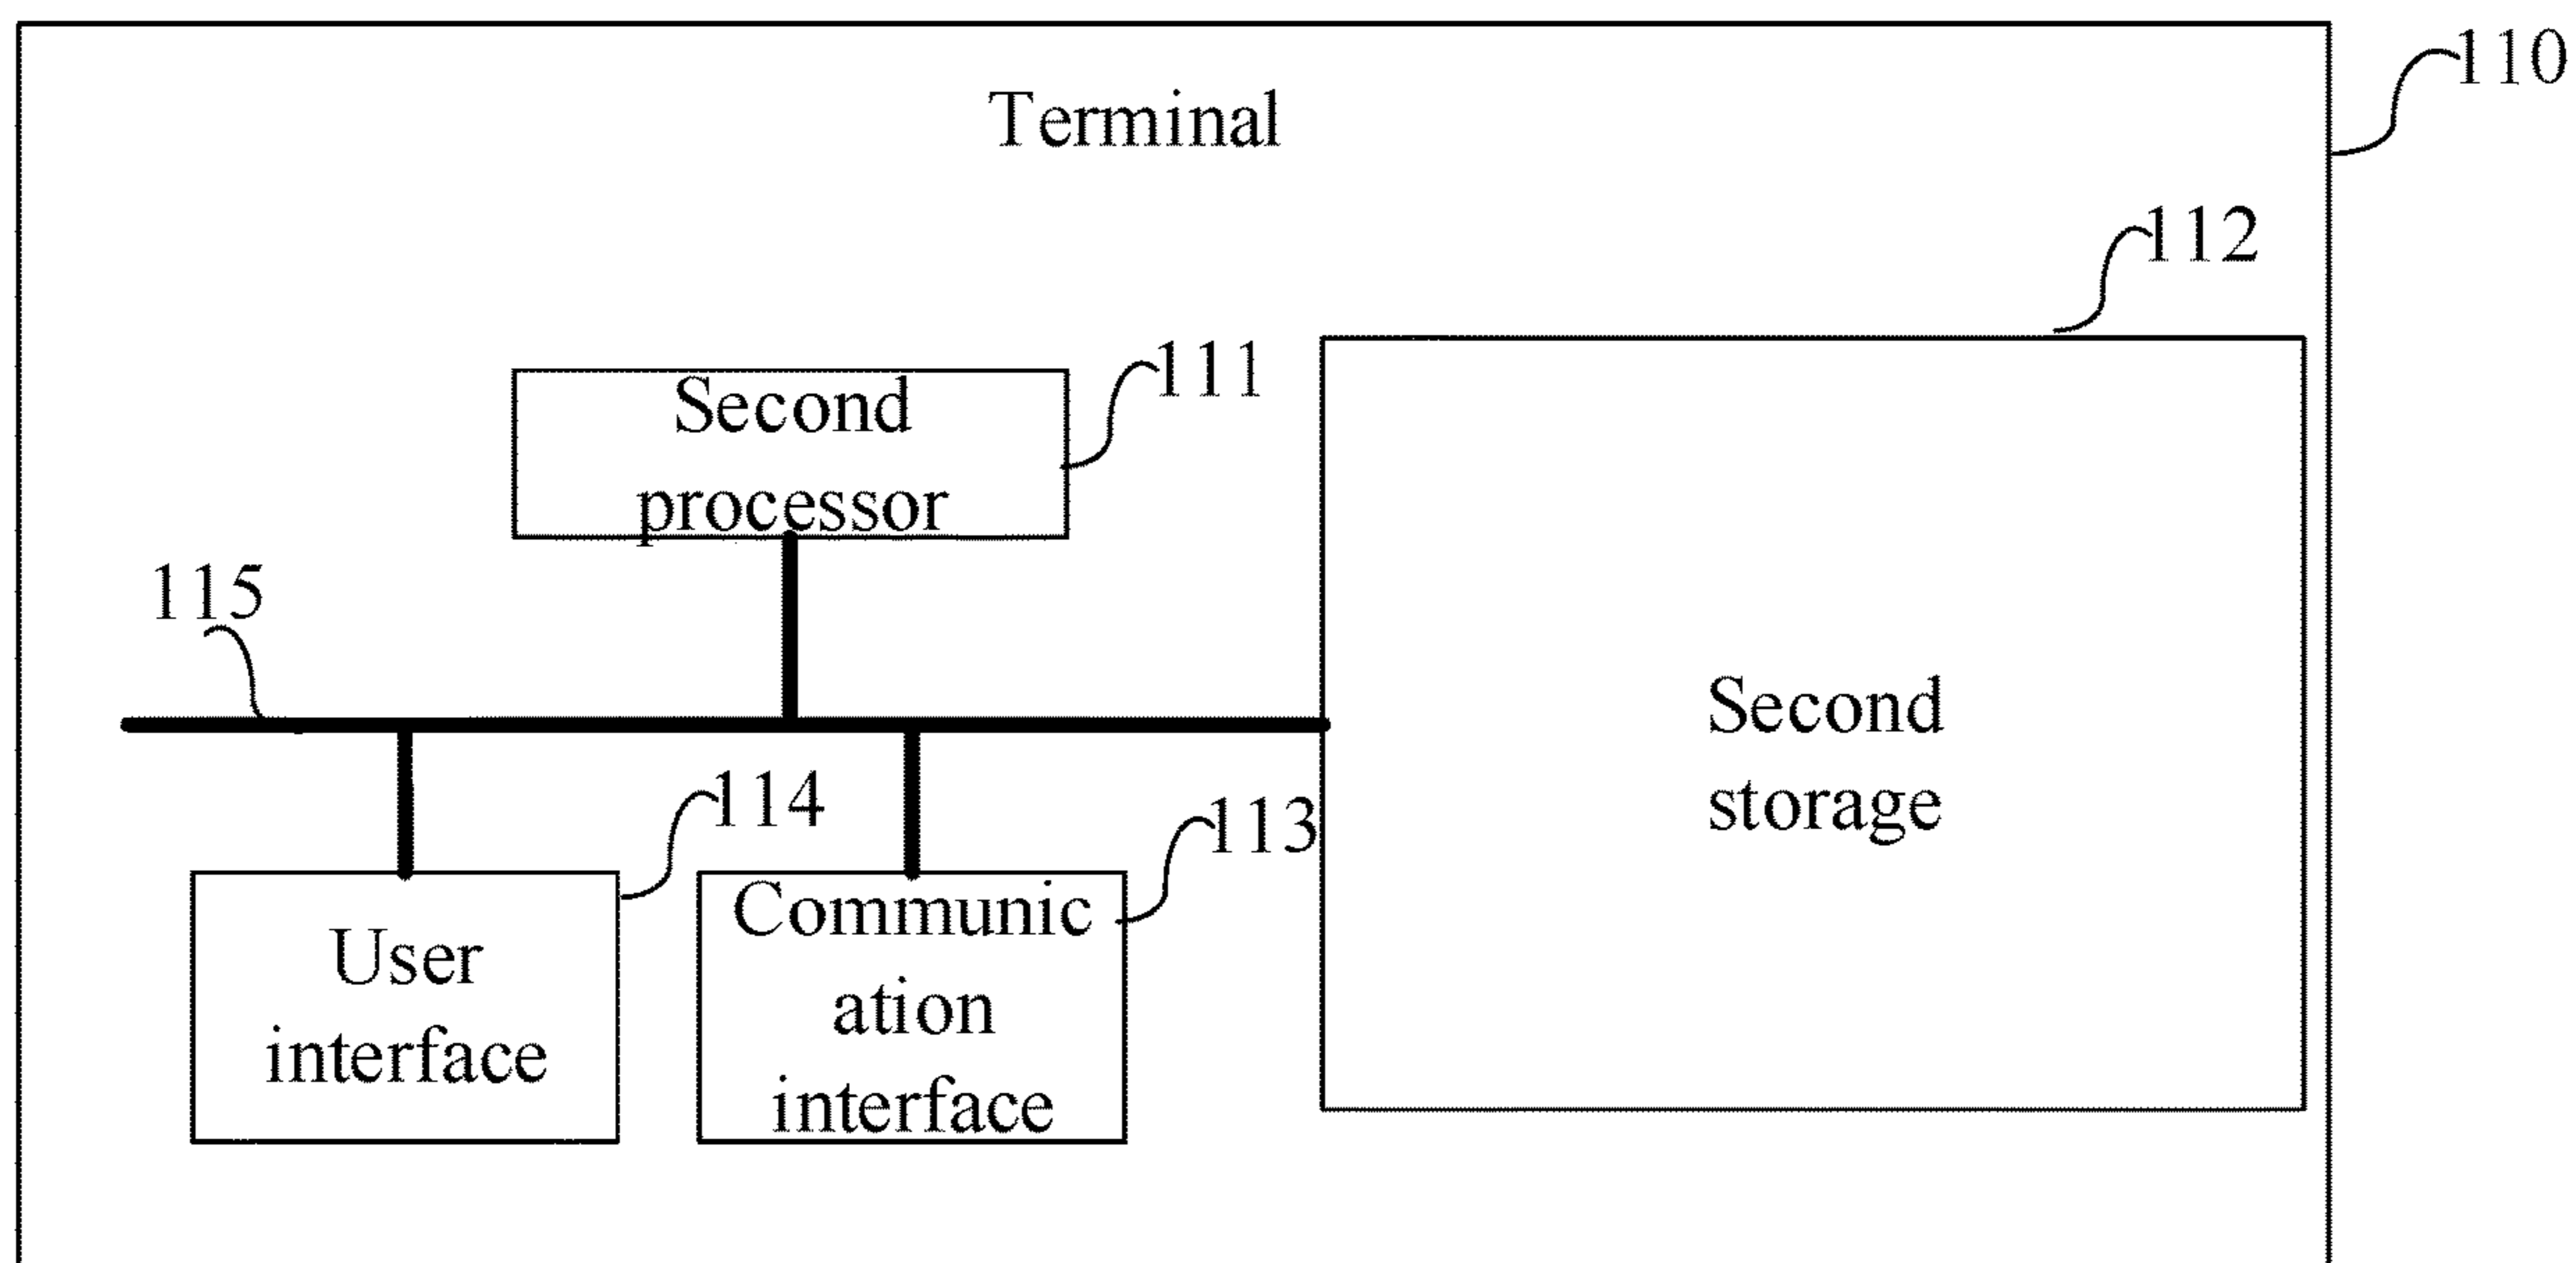 110
Terminal
112
111
Second
processor
115
Second
storage
114
113
User
interface
Communic
ation
interface